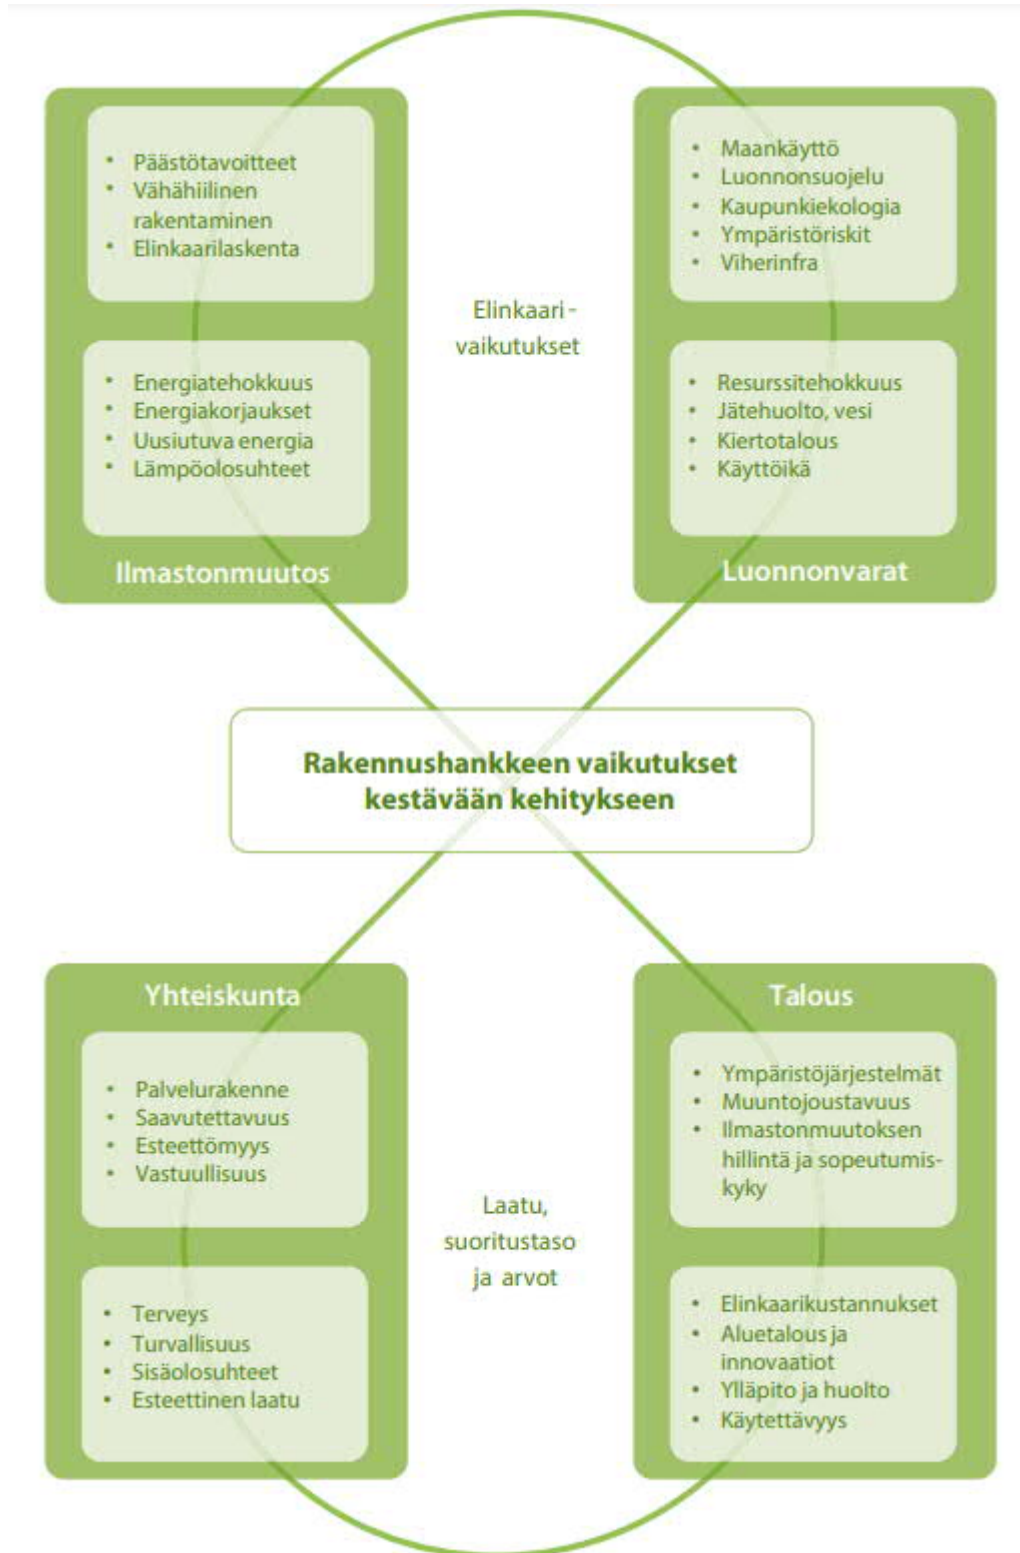 Päästötavoitteet
Vähähiilinen
rakentaminen
Elinkaarilaskenta
Energiatehokkuus
Energiakorjaukset
Uusiutuva energia
Lämpöolosuhteet
Ilmastonmuutos
Elinkaari-
vaikutukset
Maankäyttö
Luonnonsuojelu
Kaupunkiekologia
Ympäristöriskit
Viherinfra
Resurssitehokkuus
Jätehuolto, vesi
Kiertotalous
Käyttöikä
Luonnonvarat
Rakennushankkeen vaikutukset
kestävään kehitykseen
Yhteiskunta
Palvelurakenne
Saavutettavuus
Esteettömyys
Vastuullisuus
Terveys
Turvallisuus
Sisäolosuhteet
Esteettinen laatu
Laatu,
suoritustaso
ja arvot
Talous
Ympäristöjärjestelmät
Muuntojoustavuus
Ilmastonmuutoksen
hillintä ja sopeutumis-
kyky
Elinkaarikustannukset
Aluetalous ja
innovaatiot
Ylläpito ja huolto
Käytettävyys